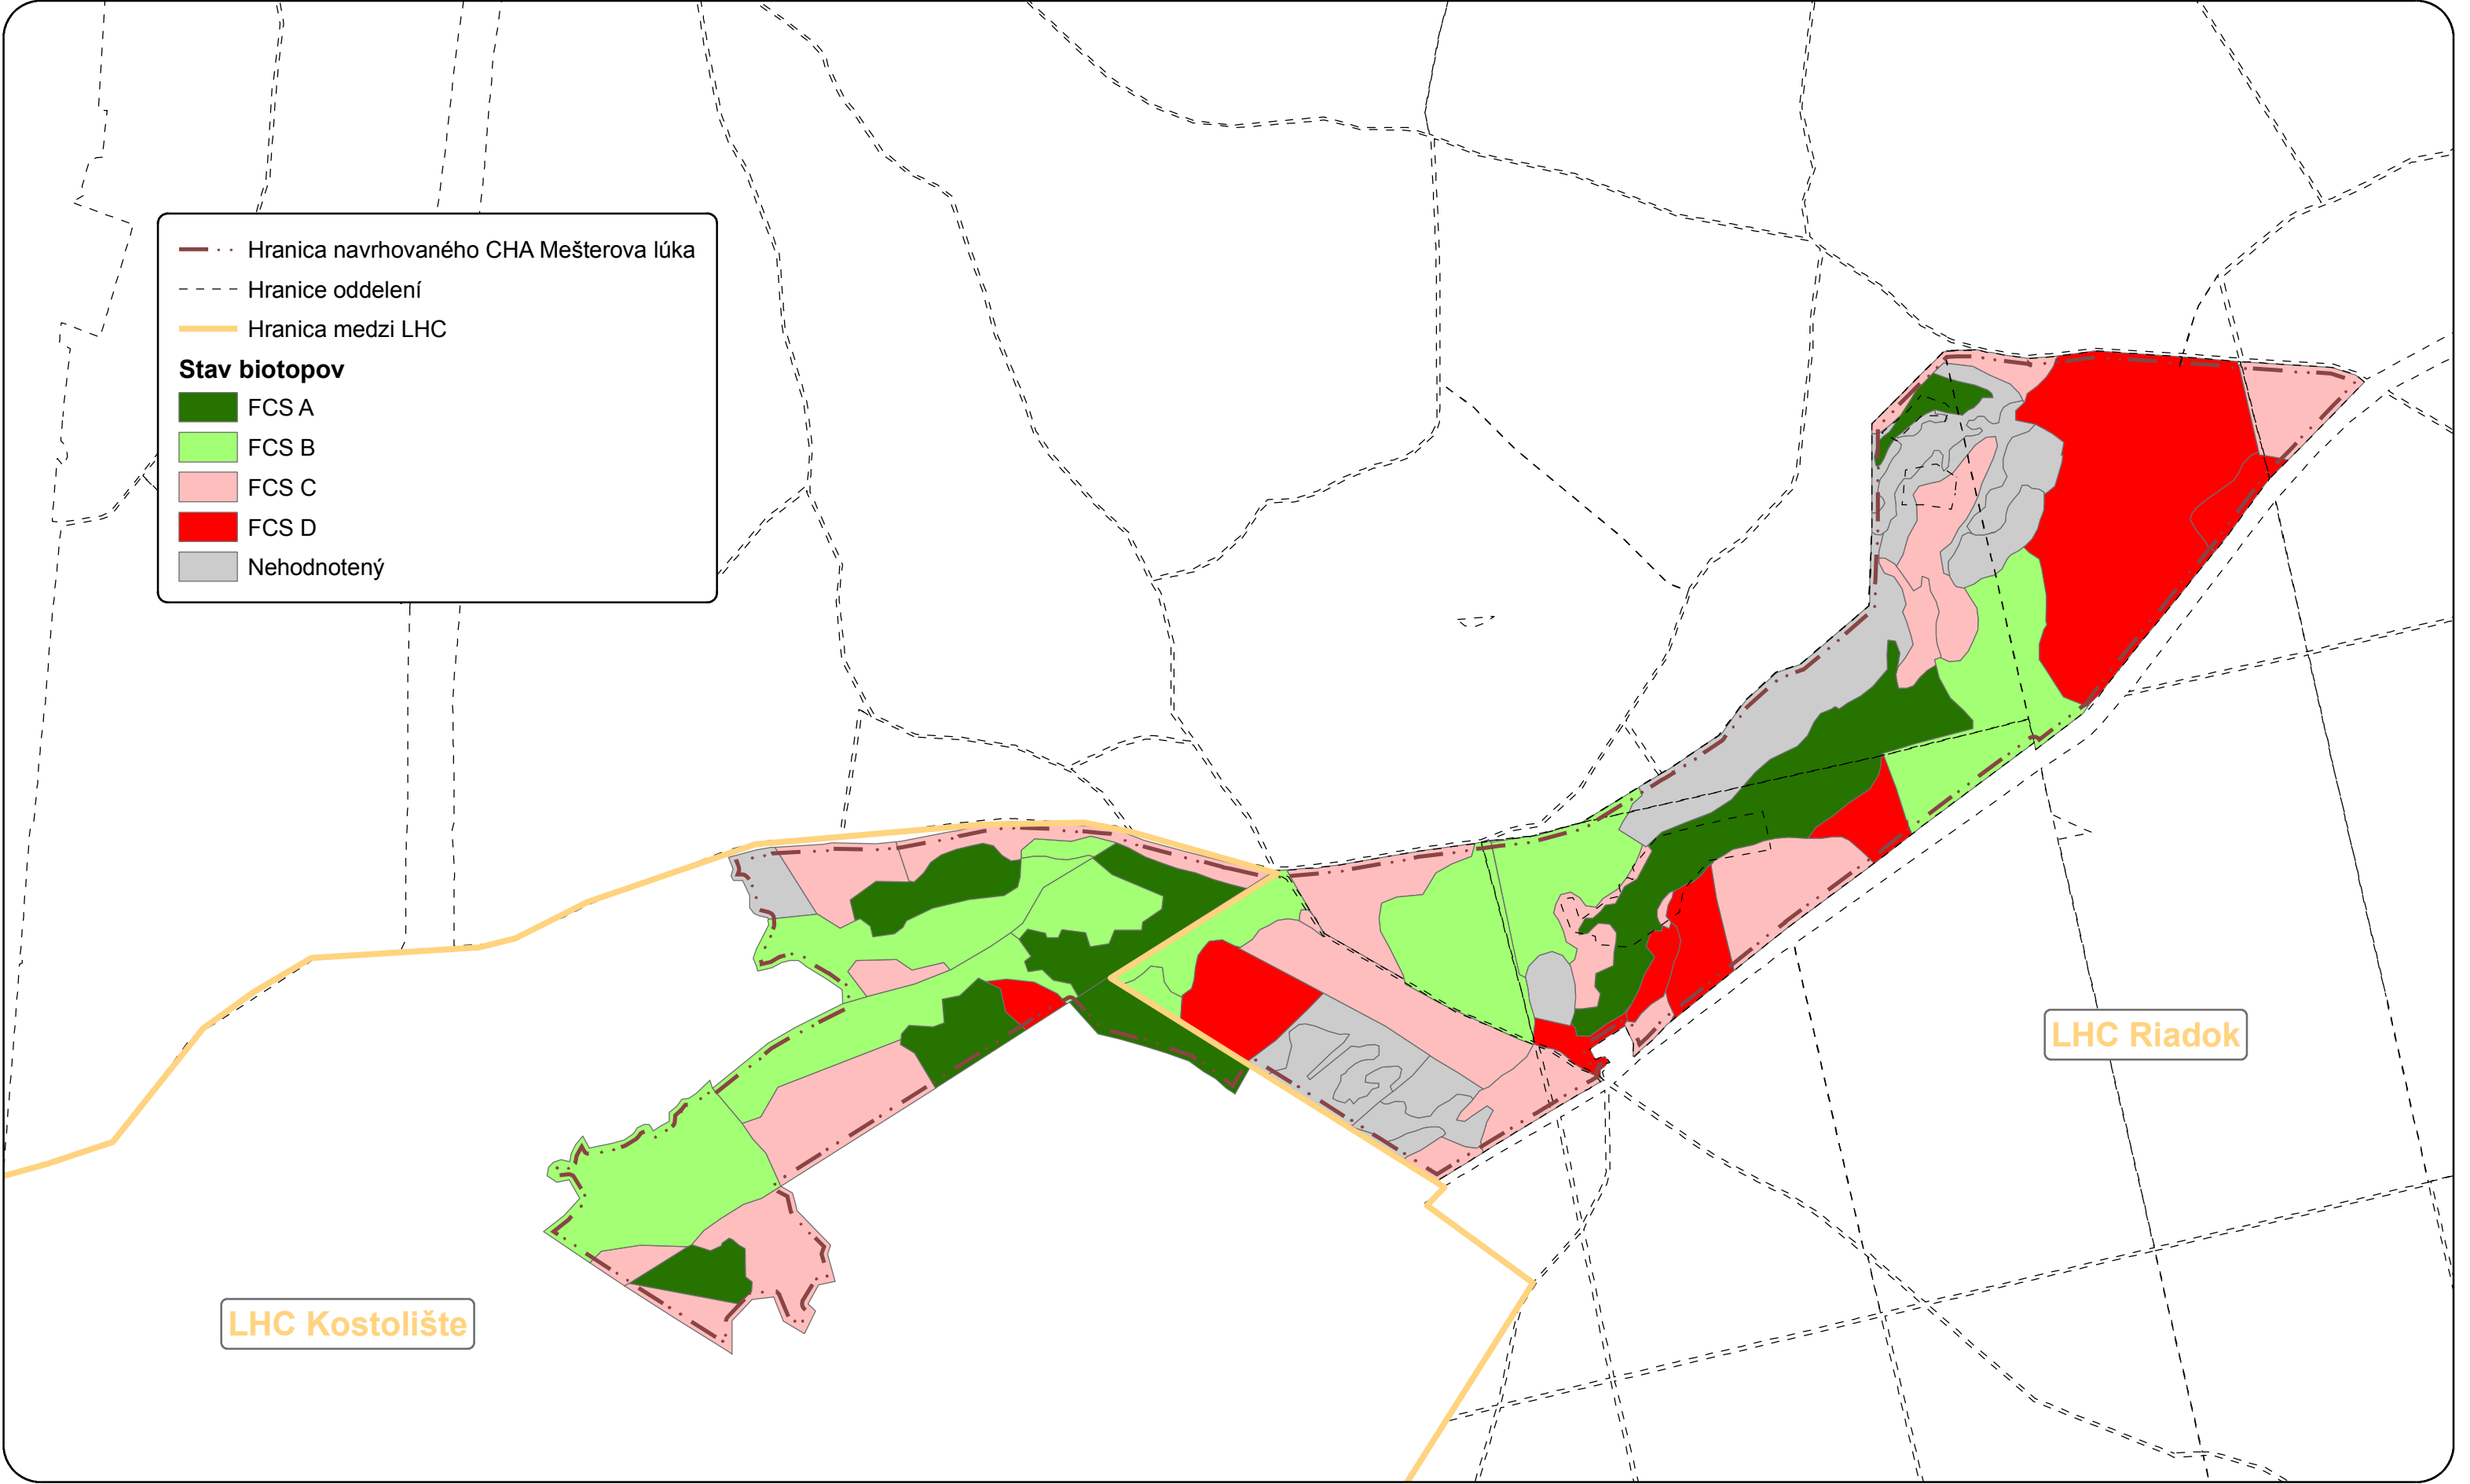 Hranica navrhovaného CHA Mešterova lúka
Hranice oddelení
Hranica medzi LHC
Stav biotopov
FCS A
FCS B
FCS C
FCS D
Nehodnotený
LHC Riadok
LHC Kostolište